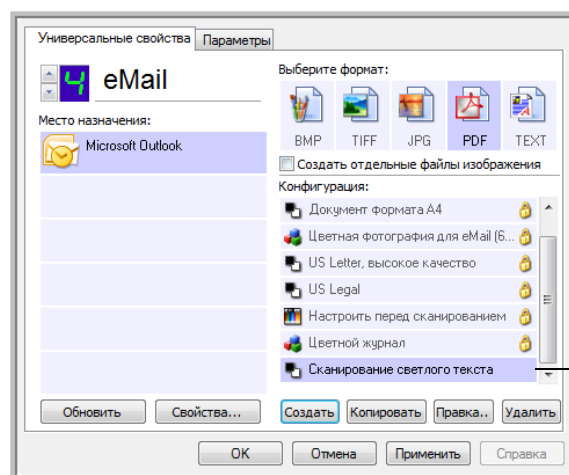 Универсальные свойства Параметры
4 eMail
Место назначения:
Microsoft Outlook
Выберите формат:
BMP TIFF JPG PDF TEXT
Создать отдельные файлы изображения
Конфигурация:
Документ формата A4
Цветная фотография для eMail (6...
US Letter, высокое качество
US Legal
Настроить перед сканированием
Цветной журнал
Сканирование светлого текста
Обновить Свойства... Создать Копировать Правка.. Удалить
OK Отмена Применить Справка